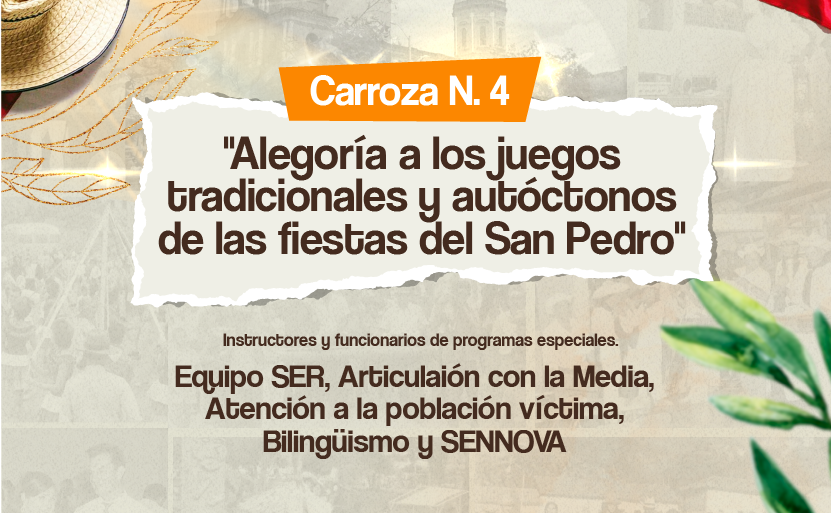 Carroza N. 4
"Alegoría a los juegos
tradicionales y autóctonos
de las fiestas del San Pedro"
Instructores y funcionarios de programas especiales.
Equipo SER, Articulaión con la Media,
Atención a la población víctima,
Bilingüismo y SENNOVA